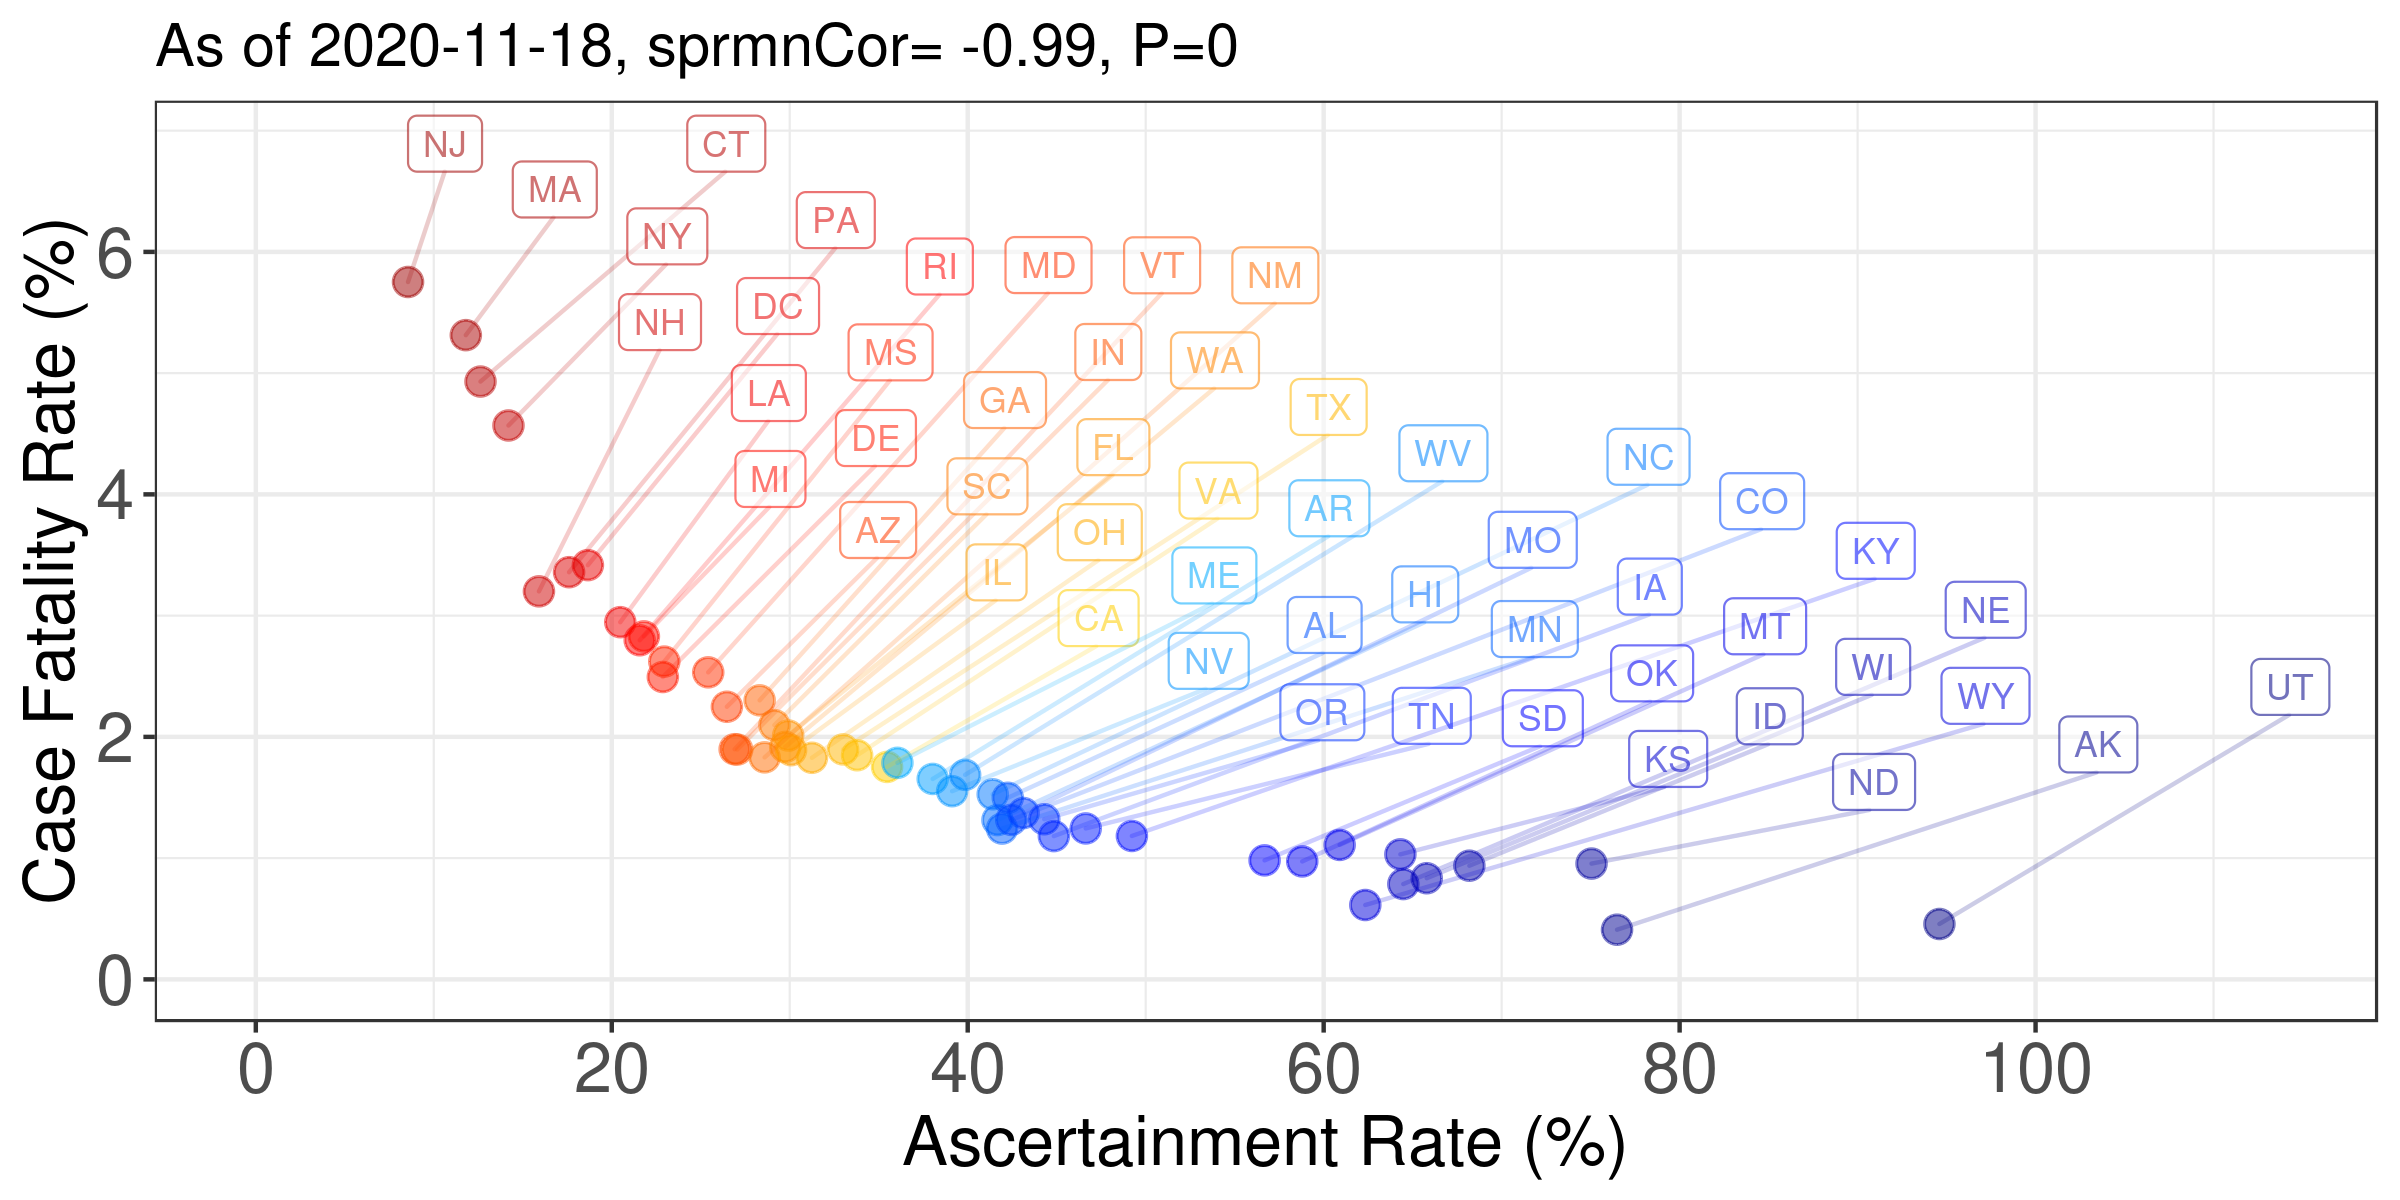 As of 2020-11-18, sprmnCor= -0.99, P=0
NJ
CT
MA
PA
NY
RI
MD
VT
NM
DC
NH
MS
IN
WA
LA
GA
TX
DE
FL
WV
NC
MI
SC
VA
AR
CO
AZ
OH
MO
KY
IL
ME
HI
IA
CA
AL
MN
MT
NE
NV
OK
WI
UT
OR
TN
SD
ID
WY
KS
AK
ND
6
4
2
0
Case Fatality Rate (%)
0 20 40 60 80 100
Ascertainment Rate (%)